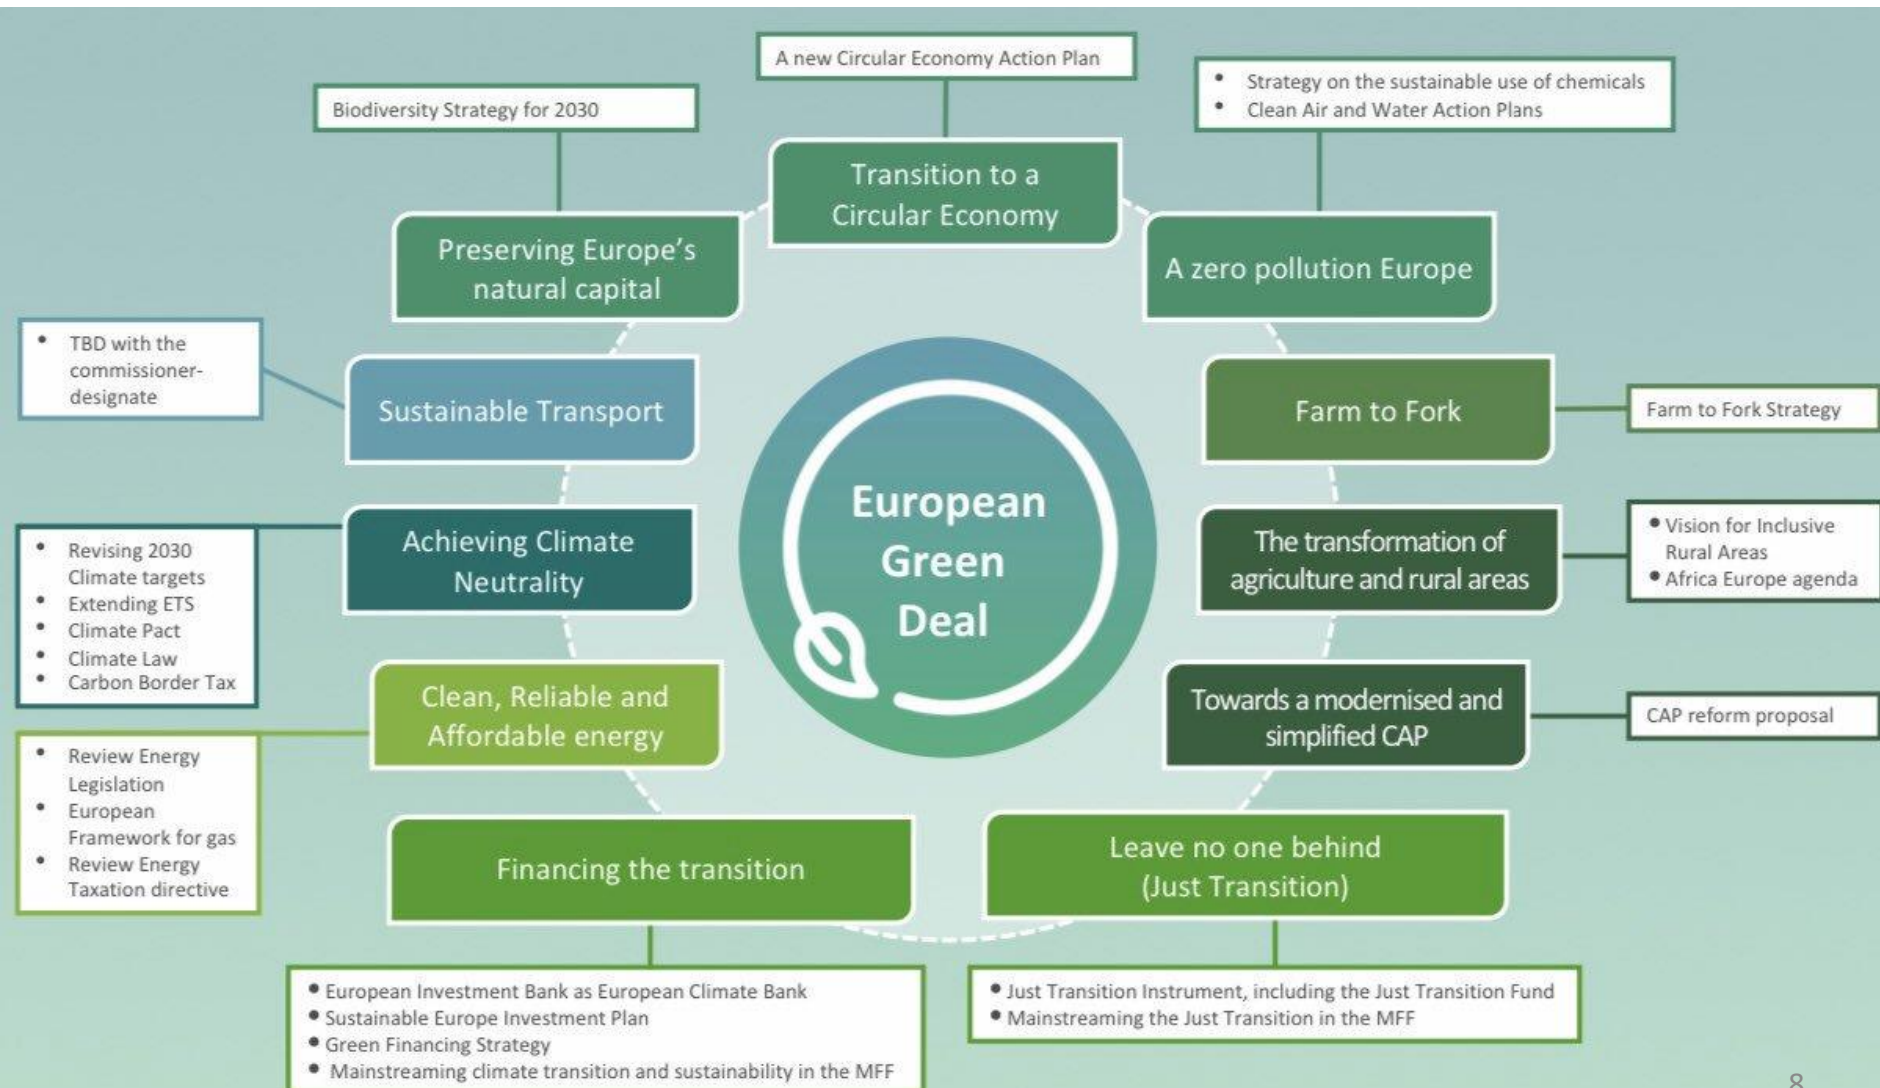 A new Circular Economy Action Plan
Biodiversity Strategy for 2030
• Strategy on the sustainable use of chemicals
• Clean Air and Water Action Plans
Transition to a
Circular Economy
Preserving Europe's
natural capital
A zero pollution Europe
• TBD with the
commissioner-
designate
Sustainable Transport
Farm to Fork
Farm to Fork Strategy
European
Green
Deal
• Revising 2030
Climate targets
• Extending ETS
• Climate Pact
• Climate Law
• Carbon Border Tax
Achieving Climate
Neutrality
The transformation of
agriculture and rural areas
• Vision for Inclusive
Rural Areas
• Africa Europe agenda
• Review Energy
Legislation
• European
Framework for gas
• Review Energy
Taxation directive
Clean, Reliable and
Affordable energy
Towards a modernised and
simplified CAP
CAP reform proposal
Financing the transition
Leave no one behind
(Just Transition)
• European Investment Bank as European Climate Bank
• Sustainable Europe Investment Plan
• Green Financing Strategy
• Mainstreaming climate transition and sustainability in the MFF
• Just Transition Instrument, including the Just Transition Fund
• Mainstreaming the Just Transition in the MFF
8